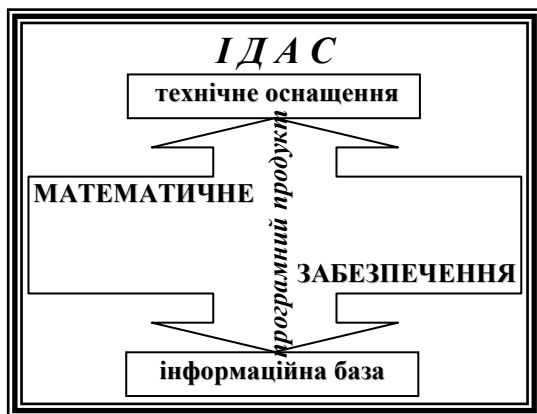 І Д А С
технічне оснащення
МАТЕМАТИЧНЕ
програмний продукт
ЗАБЕЗПЕЧЕННЯ
інформаційна база